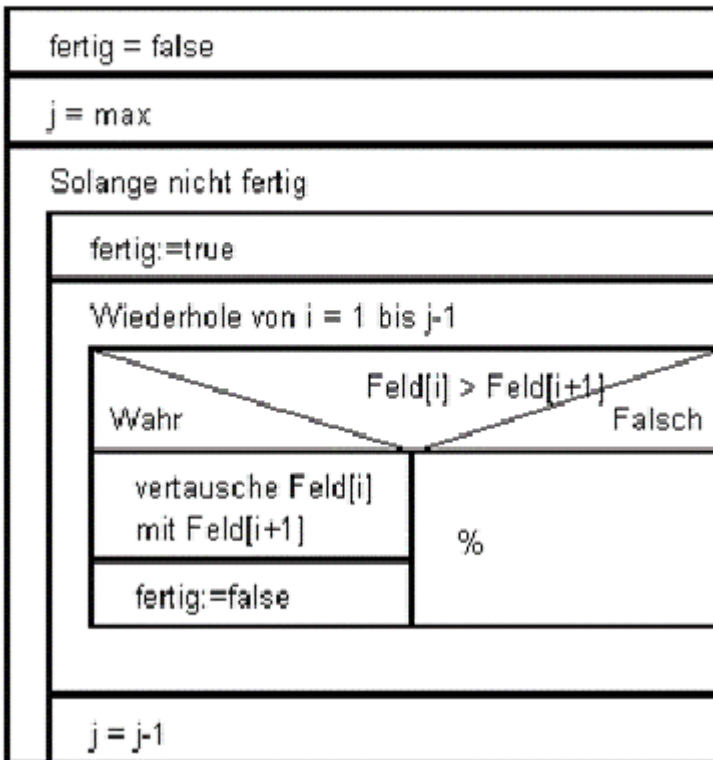 fertig = false
j = max
Solange nicht fertig
fertig:=true
Wiederhole von i = 1 bis j-1
Feld[i] > Feld[i+1]
Wahr
Falsch
vertausche Feld[i]
mit Feld[i+1]
%
fertig:=false
j = j-1